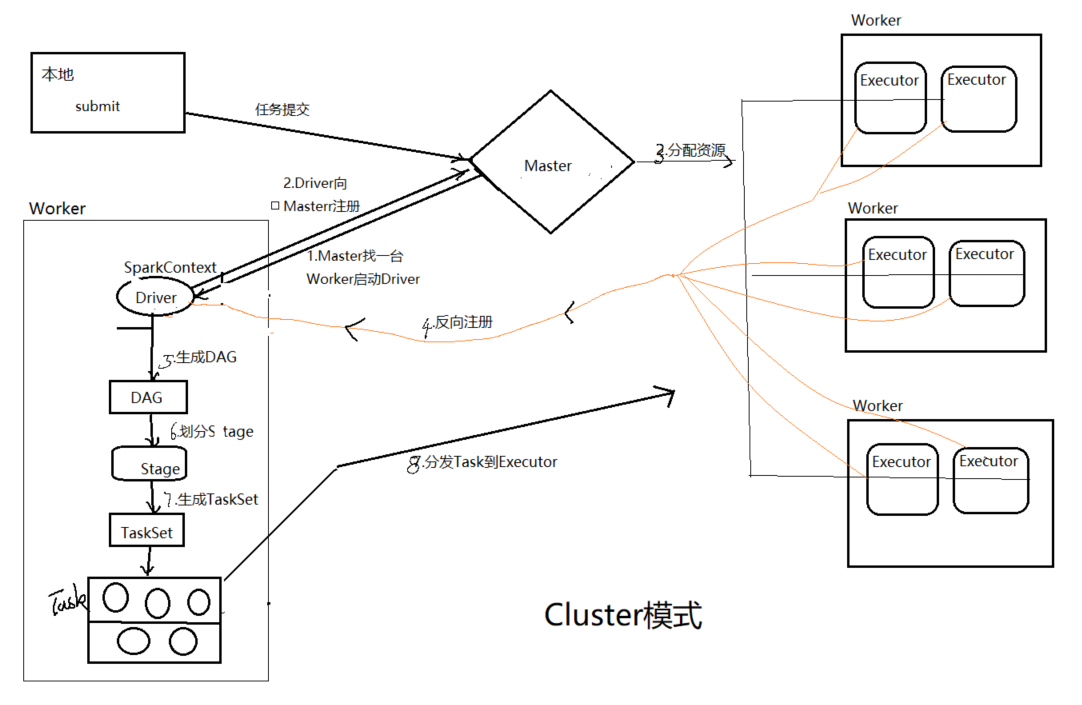 本地
submit
任务提交
Master
2.Driver向
Masterr注册
1.Master找一台
Worker启动Driver
3.分配资源
Worker
Executor
Executor
Worker
Executor
Executor
Worker
Executor
Executor
Worker
SparkContext
Driver
4.反向注册
5.生成DAG
DAG
6.划分S tage
Stage
7.生成TaskSet
TaskSet
Task
8.分发Task到Executor
Cluster模式